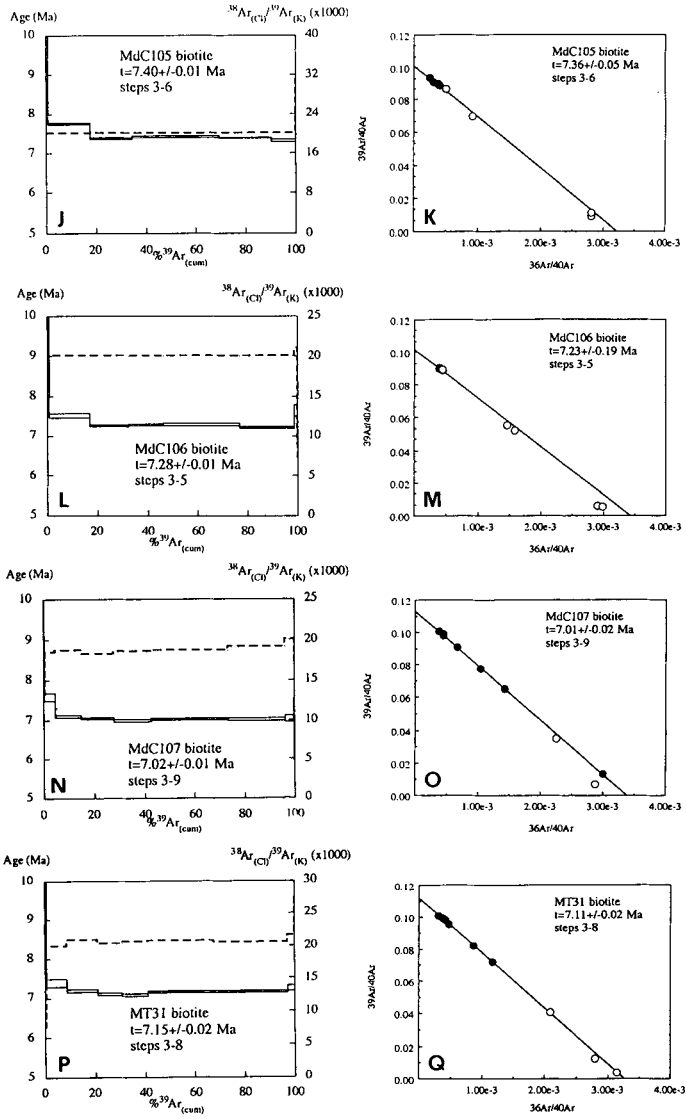 Age (Ma) 38Ar(Cl)/39Ar(K) (x1000)
10 40
9 32
8 24
7 20
6 16
5 8
0
MdC105 biotite
t=7.40+/-0.01 Ma
steps 3-6
J
0 20 40 60 80 100
%39Ar(cum)
0.12
0.10
0.08
0.06
0.04
0.02
0.00
39Ar/40Ar
MdC105 biotite
t=7.36+/-0.05 Ma
steps 3-6
K
1.00e-3 2.00e-3 3.00e-3 4.00e-3
36Ar/40Ar
Age (Ma) 38Ar(Cl)/39Ar(K) (x1000)
10 25
9 20
8 15
7 10
6 5
5 0
MdC106 biotite
t=7.28+/-0.01 Ma
steps 3-5
L
0 20 40 60 80 100
%39Ar(cum)
0.12
0.10
0.08
0.06
0.04
0.02
0.00
39Ar/40Ar
MdC106 biotite
t=7.23+/-0.19 Ma
steps 3-5
M
1.00e-3 2.00e-3 3.00e-3 4.00e-3
36Ar/40Ar
Age (Ma) 38Ar(Cl)/39Ar(K) (x1000)
10 25
9 20
8 15
7 10
6 5
5 0
MdC107 biotite
t=7.02+/-0.01 Ma
steps 3-9
N
0 20 40 60 80 100
%39Ar(cum)
0.12
0.10
0.08
0.06
0.04
0.02
0.00
39Ar/40Ar
MdC107 biotite
t=7.01+/-0.02 Ma
steps 3-9
O
1.00e-3 2.00e-3 3.00e-3 4.00e-3
36Ar/40Ar
Age (Ma) 38Ar(Cl)/39Ar(K) (x1000)
10 30
9 25
8 20
7 15
6 10
5 5
0
MT31 biotite
t=7.15+/-0.02 Ma
steps 3-8
P
0 20 40 60 80 100
%39Ar(cum)
0.12
0.10
0.08
0.06
0.04
0.02
0.00
39Ar/40Ar
MT31 biotite
t=7.11+/-0.02 Ma
steps 3-8
Q
1.00e-3 2.00e-3 3.00e-3 4.00e-3
36Ar/40Ar